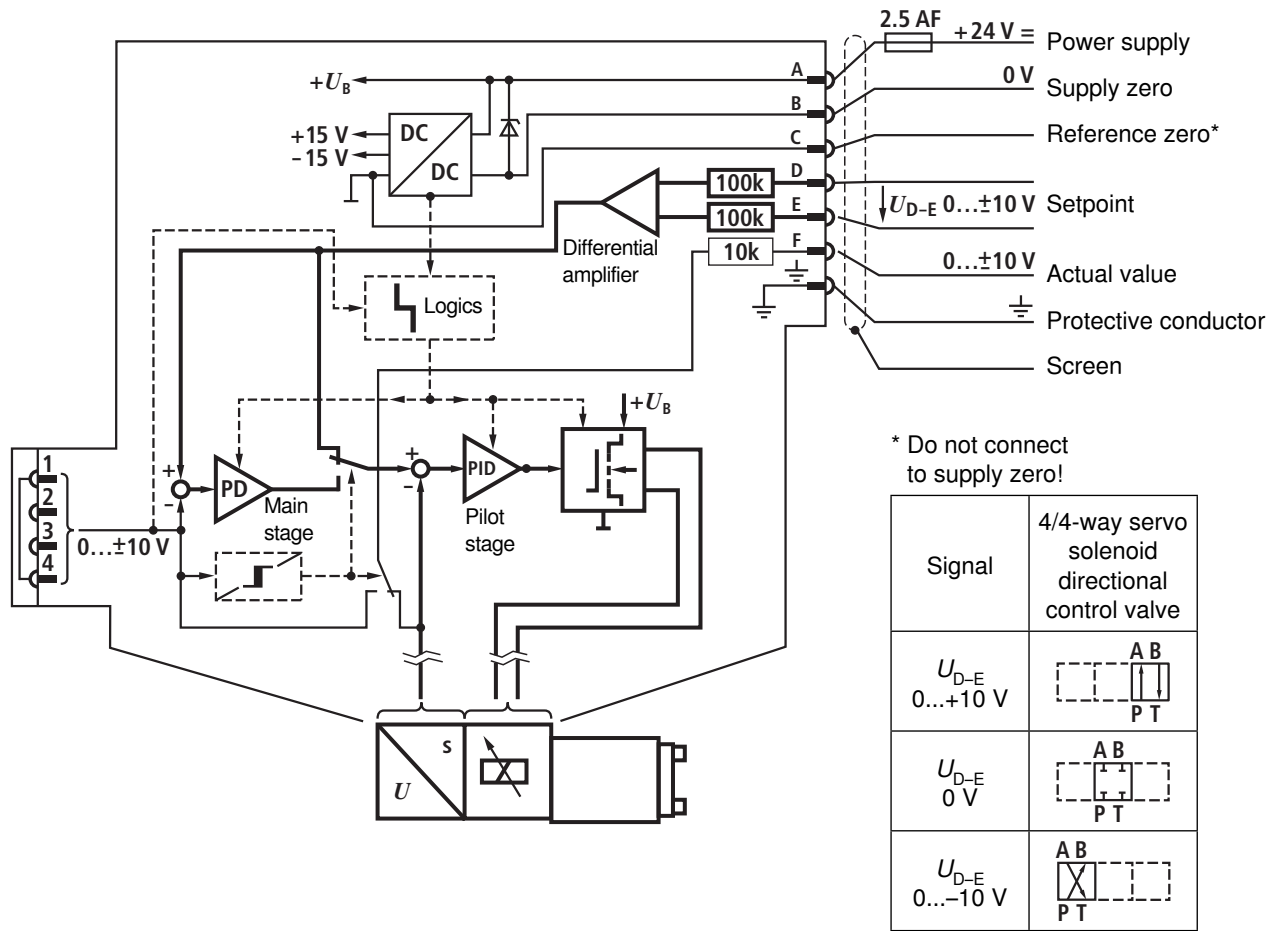 2.5 AF
+24 V =
Power supply
0 V
Supply zero
Reference zero*
U_D–E 0...±10 V Setpoint
0...±10 V
Actual value
Protective conductor
Screen
A
B
C
D
E
F
+U_B
+15 V
–15 V
DC
DC
100k
100k
10k
Differential
amplifier
Logics
+U_B
1
2
3
4
0...±10 V
+
–
PD
Main
stage
+
–
PID
Pilot
stage
U
s
* Do not connect
to supply zero!
Signal
4/4-way servo
solenoid
directional
control valve
U_D–E
0...+10 V
A B
P T
U_D–E
0 V
A B
P T
U_D–E
0...–10 V
A B
P T